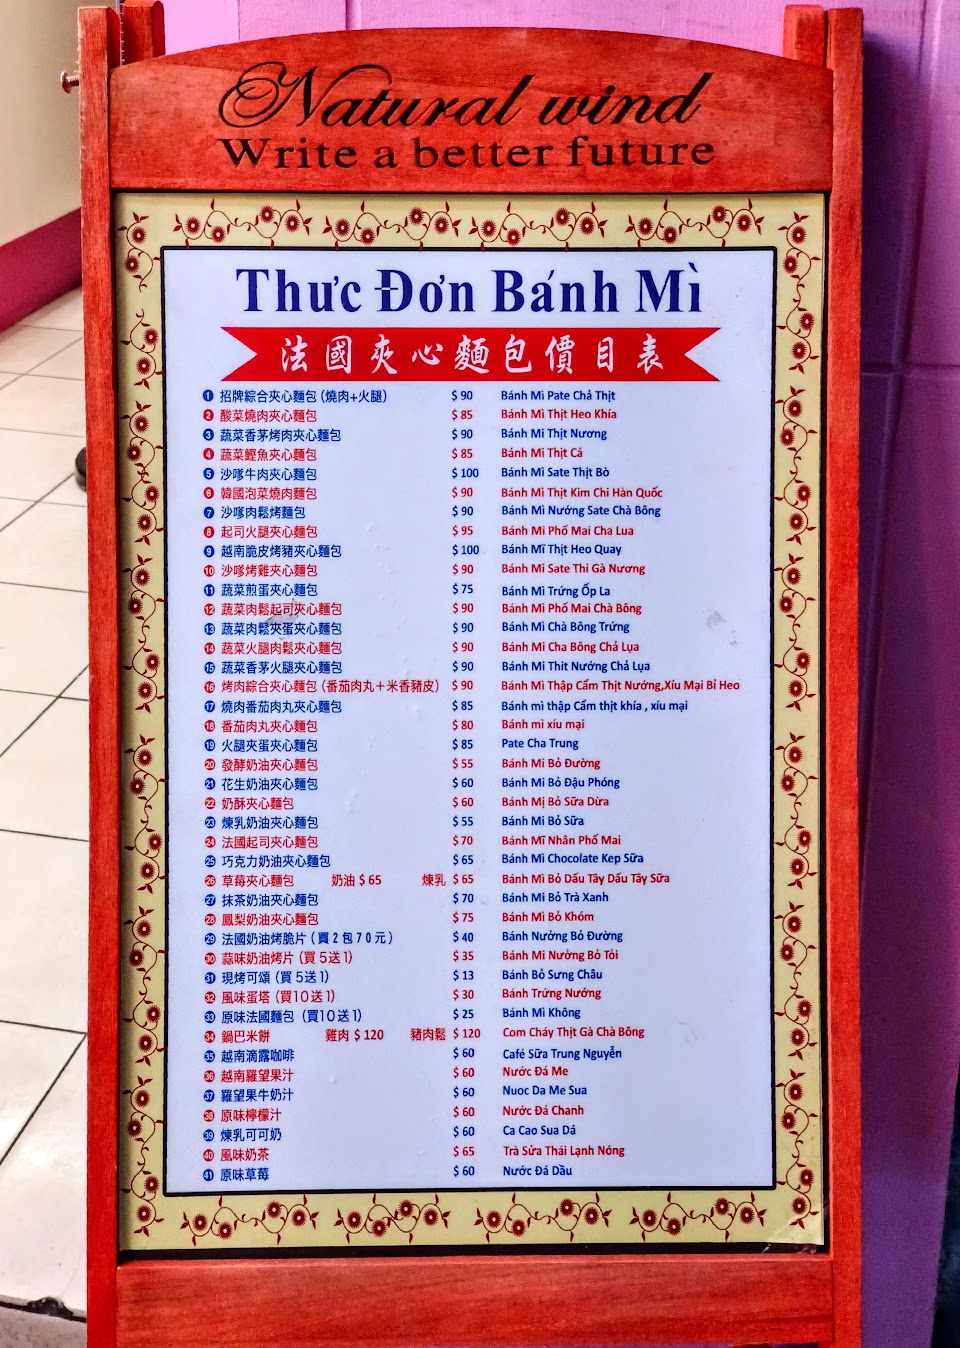 Natural wind
Write a better future
Thực Đơn Bánh Mì
法國夾心麵包價目表
1 招牌綜合夾心麵包(燒肉+火腿) $ 90 Bánh Mì Pate Chả Thịt
2 酸菜燒肉夾心麵包 $ 85 Bánh Mì Thịt Heo Khía
3 蔬菜香茅烤肉夾心麵包 $ 90 Bánh Mi Thịt Nương
4 蔬菜鰹魚夾心麵包 $ 85 Bánh Mi Thịt Cá
5 沙嗲牛肉夾心麵包 $ 100 Bánh Mì Sate Thịt Bò
6 韓國泡菜燒肉麵包 $ 90 Bánh Mì Thịt Kim Chi Hàn Quốc
7 沙嗲肉鬆烤麵包 $ 90 Bánh Mì Nướng Sate Chà Bông
8 起司火腿夾心麵包 $ 95 Bánh Mi Phố Mai Cha Lua
9 越南脆皮烤豬夾心麵包 $ 100 Bánh Mĩ Thịt Heo Quay
10 沙嗲烤雞夾心麵包 $ 90 Bánh Mi Sate Thi Gà Nương
11 蔬菜煎蛋夾心麵包 $ 75 Bánh Mì Trứng Ốp La
12 蔬菜肉鬆起司夾心麵包 $ 90 Bánh Mì Phố Mai Chà Bông
13 蔬菜肉鬆夾蛋夾心麵包 $ 90 Bánh Mì Chà Bông Trứng
14 蔬菜火腿肉鬆夾心麵包 $ 90 Bánh Mi Cha Bông Chả Lụa
15 蔬菜香茅火腿夾心麵包 $ 90 Bánh Mi Thit Nướng Chả Lụa
16 烤肉綜合夾心麵包(番茄肉丸+米香豬皮) $ 90 Bánh Mì Thập Cẩm Thịt Nướng,Xíu Mại Bì Heo
17 燒肉番茄肉丸夾心麵包 $ 85 Bánh mì thập Cẩm thịt khía , xíu mại
18 番茄肉丸夾心麵包 $ 80 Bánh mì xíu mại
19 火腿夾蛋夾心麵包 $ 85 Pate Cha Trung
20 發酵奶油夾心麵包 $ 55 Bánh Mì Bỏ Đường
21 花生奶油夾心麵包 $ 60 Bánh Mi Bỏ Đậu Phóng
22 奶酥夾心麵包 $ 60 Bánh Mị Bỏ Sữa Dừa
23 煉乳奶油夾心麵包 $ 55 Bánh Mi Bỏ Sữa
24 法國起司夾心麵包 $70 Bánh Mĩ Nhân Phố Mai
25 巧克力奶油夾心麵包 $ 65 Bánh Mì Chocolate Kep Sữa
26 草莓夾心麵包 奶油 $ 65 煉乳 $ 65 Bánh Mì Bỏ Dấu Tây Dấu Tây Sữa
27 抹茶奶油夾心麵包 $ 70 Bánh Mi Bỏ Trà Xanh
28 鳳梨奶油夾心麵包 $ 75 Bánh Mì Bỏ Khóm
29 法國奶油烤脆片(買2包70元) $ 40 Bánh Nướng Bỏ Đường
30 蒜味奶油烤片(買5送1) $ 35 Bánh Mi Nướng Bỏ Tỏi
31 現烤可頌(買5送1) $ 13 Bánh Bỏ Sưng Châu
32 風味蛋塔(買10送1) $ 30 Bánh Trứng Nướng
33 原味法國麵包(買10送1) $ 25 Bánh Mì Không
34 鍋巴米餅 雞肉 $ 120 豬肉鬆 $ 120 Com Cháy Thịt Gà Chà Bông
35 越南滴露咖啡 $ 60 Café Sữa Trung Nguyễn
36 越南羅望果汁 $ 60 Nước Đá Me
37 羅望果牛奶汁 $ 60 Nuoc Da Me Sua
38 原味檸檬汁 $ 60 Nước Đá Chanh
39 煉乳可可奶 $ 60 Ca Cao Sua Dá
40 風味奶茶 $ 65 Trà Sửa Thái Lạnh Nóng
41 原味草莓 $ 60 Nước Đá Dầu